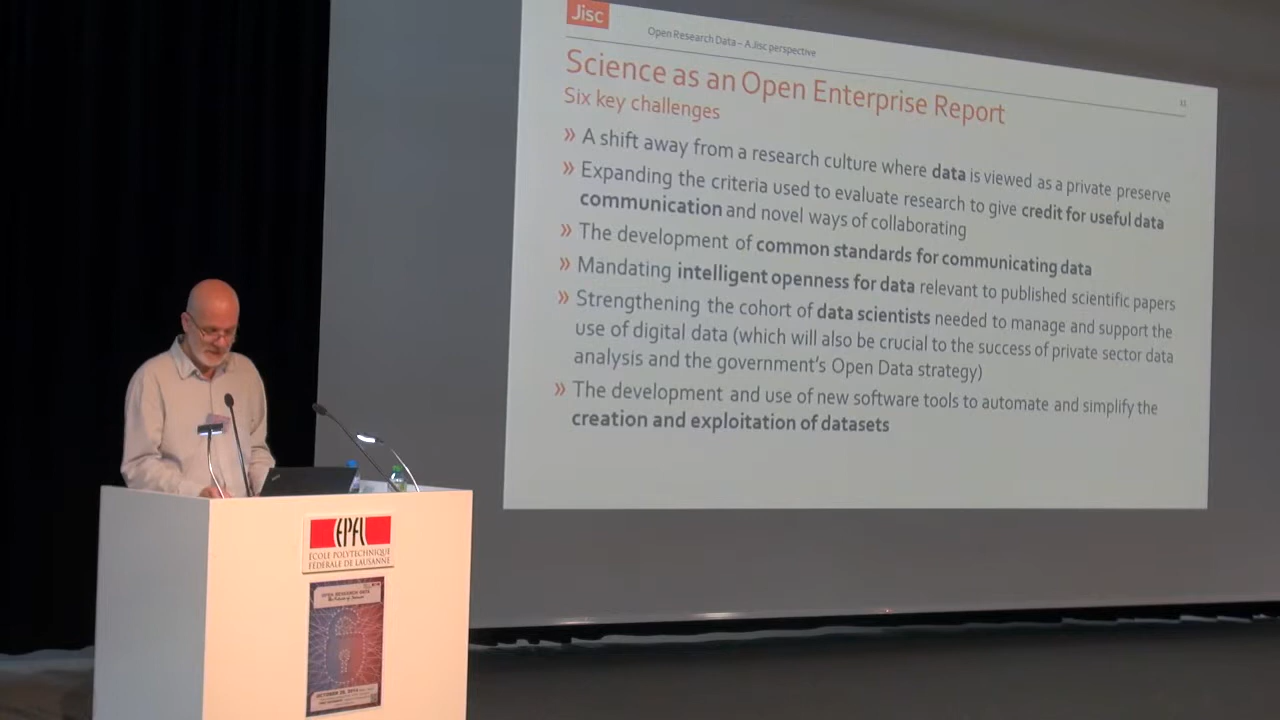 Jisc
Open Research Data – A Jisc perspective
11
Science as an Open Enterprise Report
Six key challenges
» A shift away from a research culture where data is viewed as a private preserve
» Expanding the criteria used to evaluate research to give credit for useful data
communication and novel ways of collaborating
» The development of common standards for communicating data
» Mandating intelligent openness for data relevant to published scientific papers
» Strengthening the cohort of data scientists needed to manage and support the
use of digital data (which will also be crucial to the success of private sector data
analysis and the government's Open Data strategy)
» The development and use of new software tools to automate and simplify the
creation and exploitation of datasets
EPFL
ÉCOLE POLYTECHNIQUE
FÉDÉRALE DE LAUSANNE
OPEN RESEARCH DATA